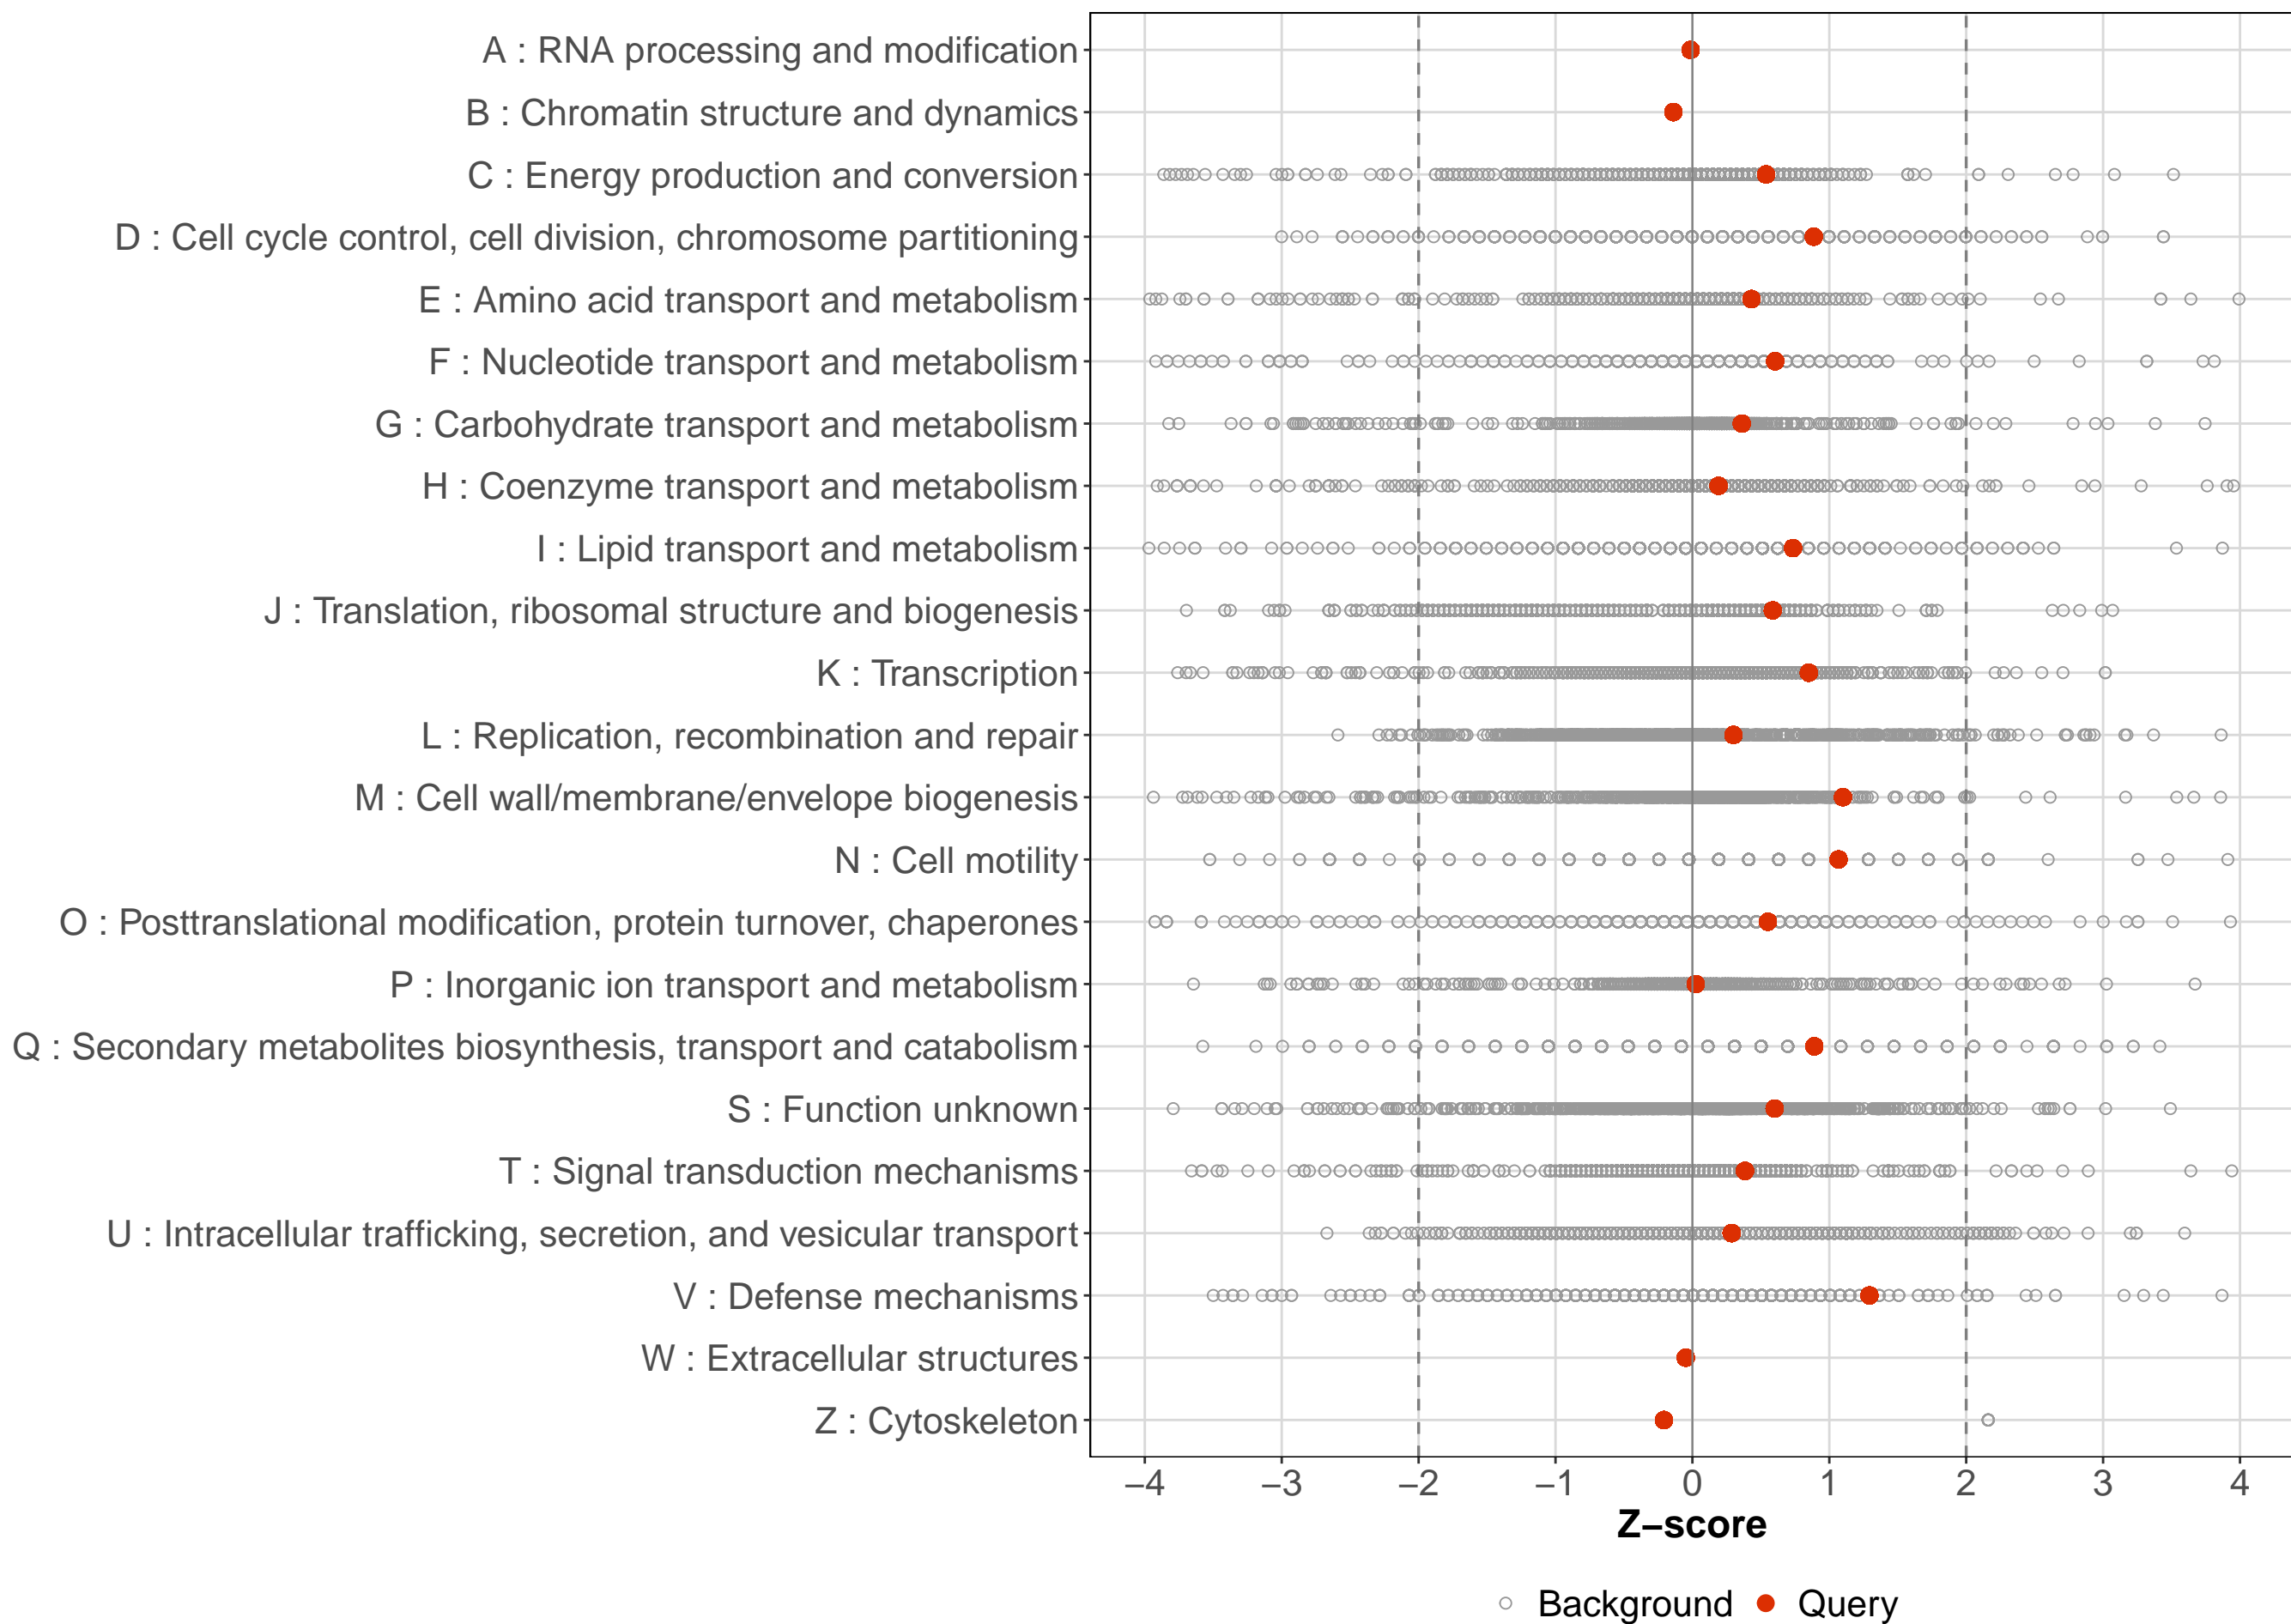 A : RNA processing and modification
B : Chromatin structure and dynamics
C : Energy production and conversion
D : Cell cycle control, cell division, chromosome partitioning
E : Amino acid transport and metabolism
F : Nucleotide transport and metabolism
G : Carbohydrate transport and metabolism
H : Coenzyme transport and metabolism
I : Lipid transport and metabolism
J : Translation, ribosomal structure and biogenesis
K : Transcription
L : Replication, recombination and repair
M : Cell wall/membrane/envelope biogenesis
N : Cell motility
O : Posttranslational modification, protein turnover, chaperones
P : Inorganic ion transport and metabolism
Q : Secondary metabolites biosynthesis, transport and catabolism
S : Function unknown
T : Signal transduction mechanisms
U : Intracellular trafficking, secretion, and vesicular transport
V : Defense mechanisms
W : Extracellular structures
Z : Cytoskeleton
−4 −3 −2 −1 0 1 2 3 4
Z−score
Background Query